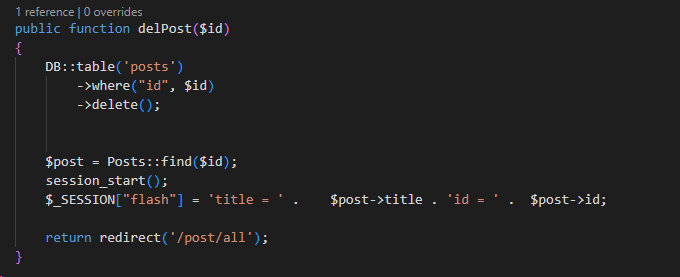 1 reference | 0 overrides
public function delPost($id)
{
DB::table('posts')
->where("id", $id)
->delete();
$post = Posts::find($id);
session_start();
$_SESSION["flash"] = 'title = ' . $post->title . 'id = ' . $post->id;
return redirect('/post/all');
}